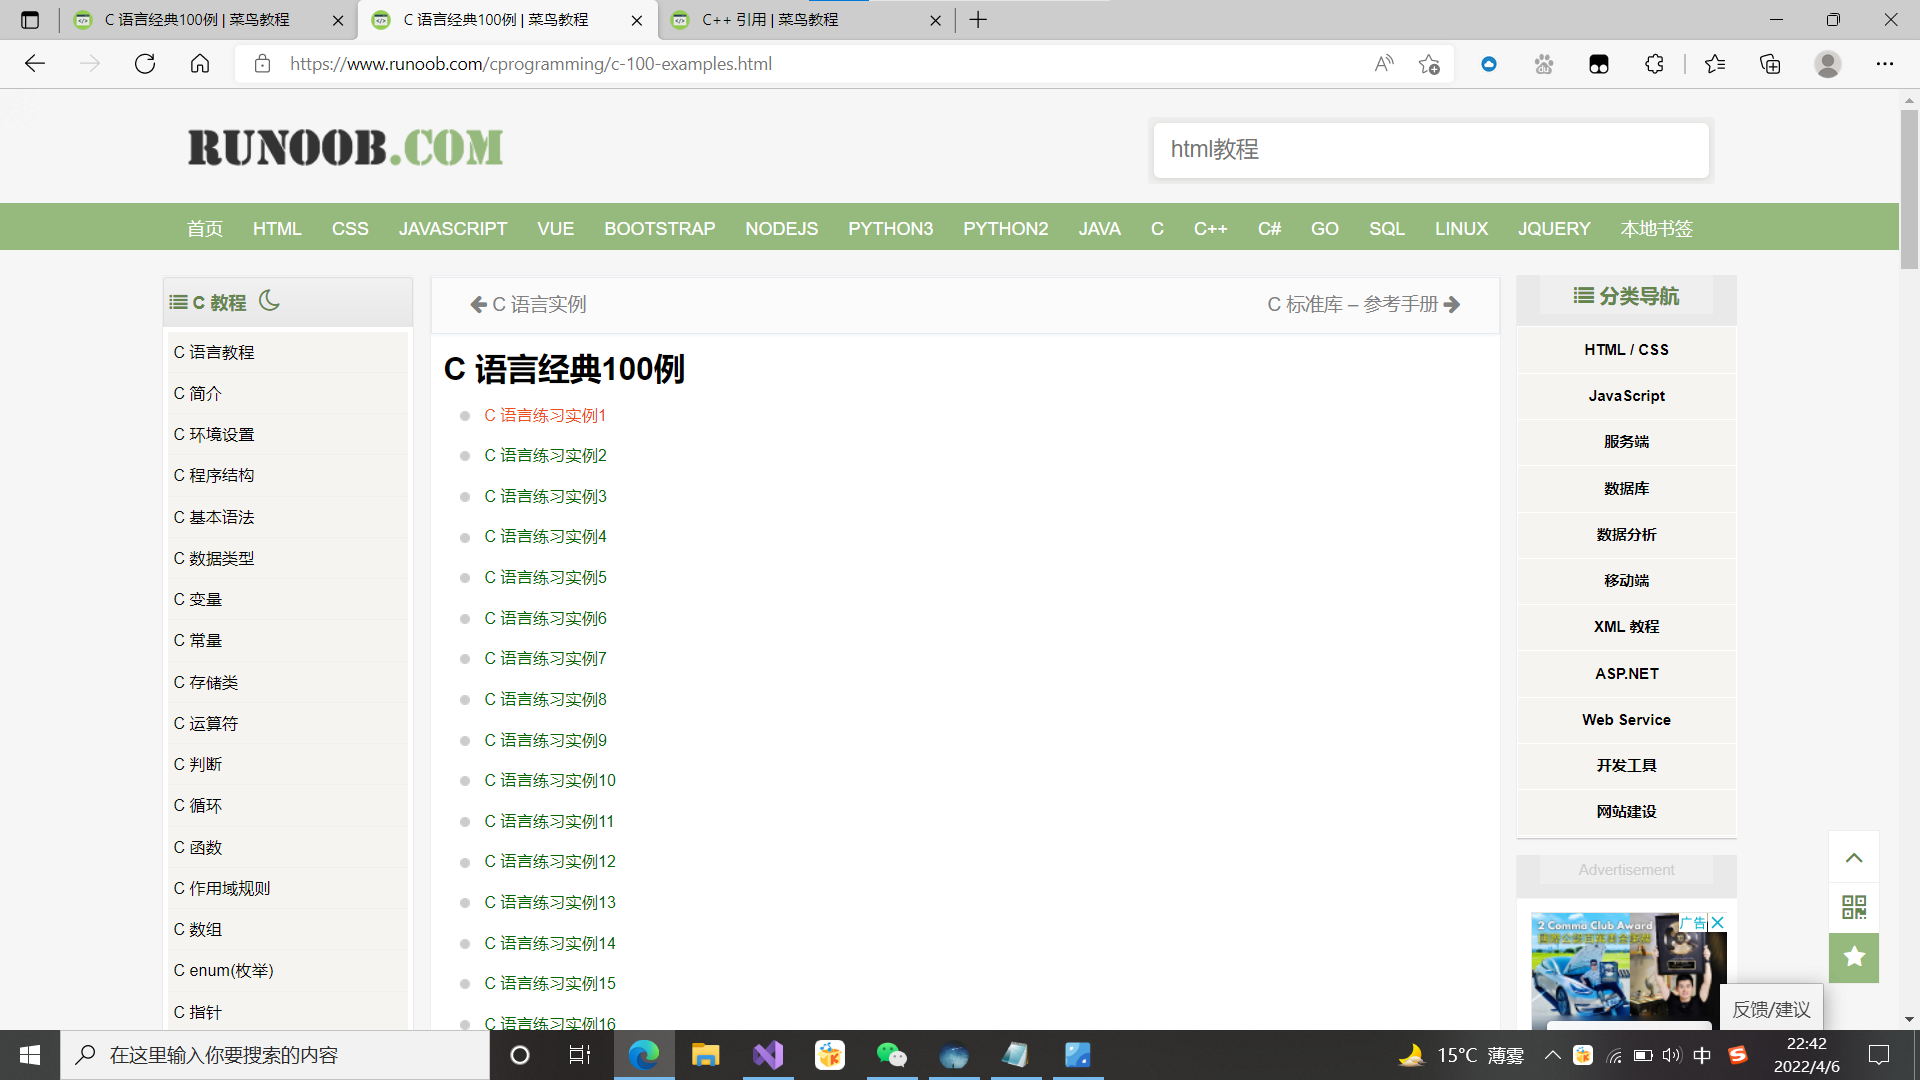 C 语言经典100例 | 菜鸟教程
C 语言经典100例 | 菜鸟教程
C++ 引用 | 菜鸟教程
https://www.runoob.com/cprogramming/c-100-examples.html
RUNOOB.COM
html教程
首页 HTML CSS JAVASCRIPT VUE BOOTSTRAP NODEJS PYTHON3 PYTHON2 JAVA C C++ C# GO SQL LINUX JQUERY 本地书签
C 教程
C 语言教程
C 简介
C 环境设置
C 程序结构
C 基本语法
C 数据类型
C 变量
C 常量
C 存储类
C 运算符
C 判断
C 循环
C 函数
C 作用域规则
C 数组
C enum(枚举)
C 指针
C 语言实例
C 标准库 – 参考手册
C 语言经典100例
C 语言练习实例1
C 语言练习实例2
C 语言练习实例3
C 语言练习实例4
C 语言练习实例5
C 语言练习实例6
C 语言练习实例7
C 语言练习实例8
C 语言练习实例9
C 语言练习实例10
C 语言练习实例11
C 语言练习实例12
C 语言练习实例13
C 语言练习实例14
C 语言练习实例15
C 语言练习实例16
分类导航
HTML / CSS
JavaScript
服务端
数据库
数据分析
移动端
XML 教程
ASP.NET
Web Service
开发工具
网站建设
Advertisement
广告
2 Comma Club Award
反馈/建议
在这里输入你要搜索的内容
15°C 薄雾
中
22:42
2022/4/6